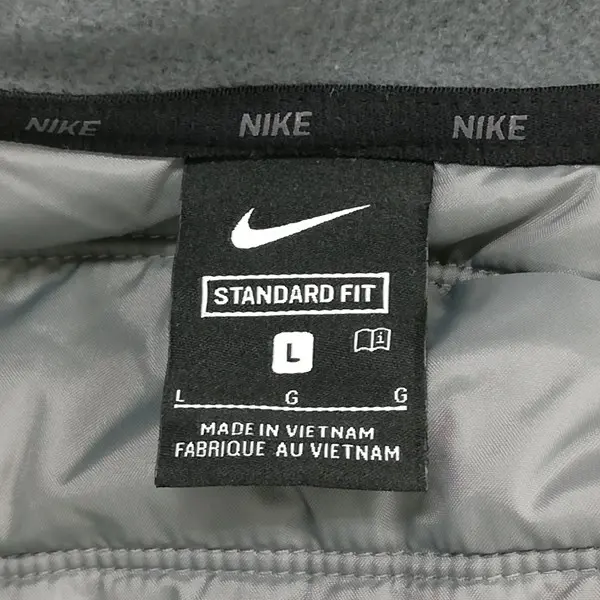 NIKE NIKE NIKE
STANDARD FIT
L
i
L G G
MADE IN VIETNAM
FABRIQUE AU VIETNAM